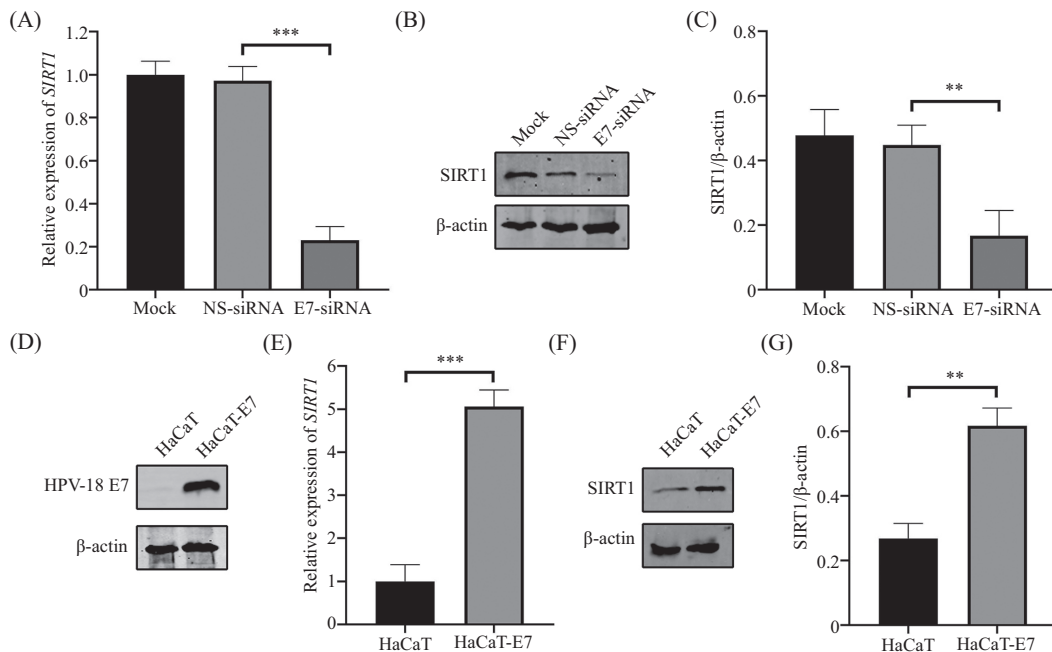 (A)
Relative expression of SIRT1
1.2
1.0
0.8
0.6
0.4
0.2
0
***
Mock
NS-siRNA
E7-siRNA
(B)
Mock
NS-siRNA
E7-siRNA
SIRT1
β-actin
(C)
SIRT1/β-actin
0.8
0.6
0.4
0.2
0
**
Mock
NS-siRNA
E7-siRNA
(D)
HaCaT
HaCaT-E7
HPV-18 E7
β-actin
(E)
Relative expression of SIRT1
6
5
4
3
2
1
0
***
HaCaT
HaCaT-E7
(F)
HaCaT
HaCaT-E7
SIRT1
β-actin
(G)
SIRT1/β-actin
0.8
0.6
0.4
0.2
0
**
HaCaT
HaCaT-E7